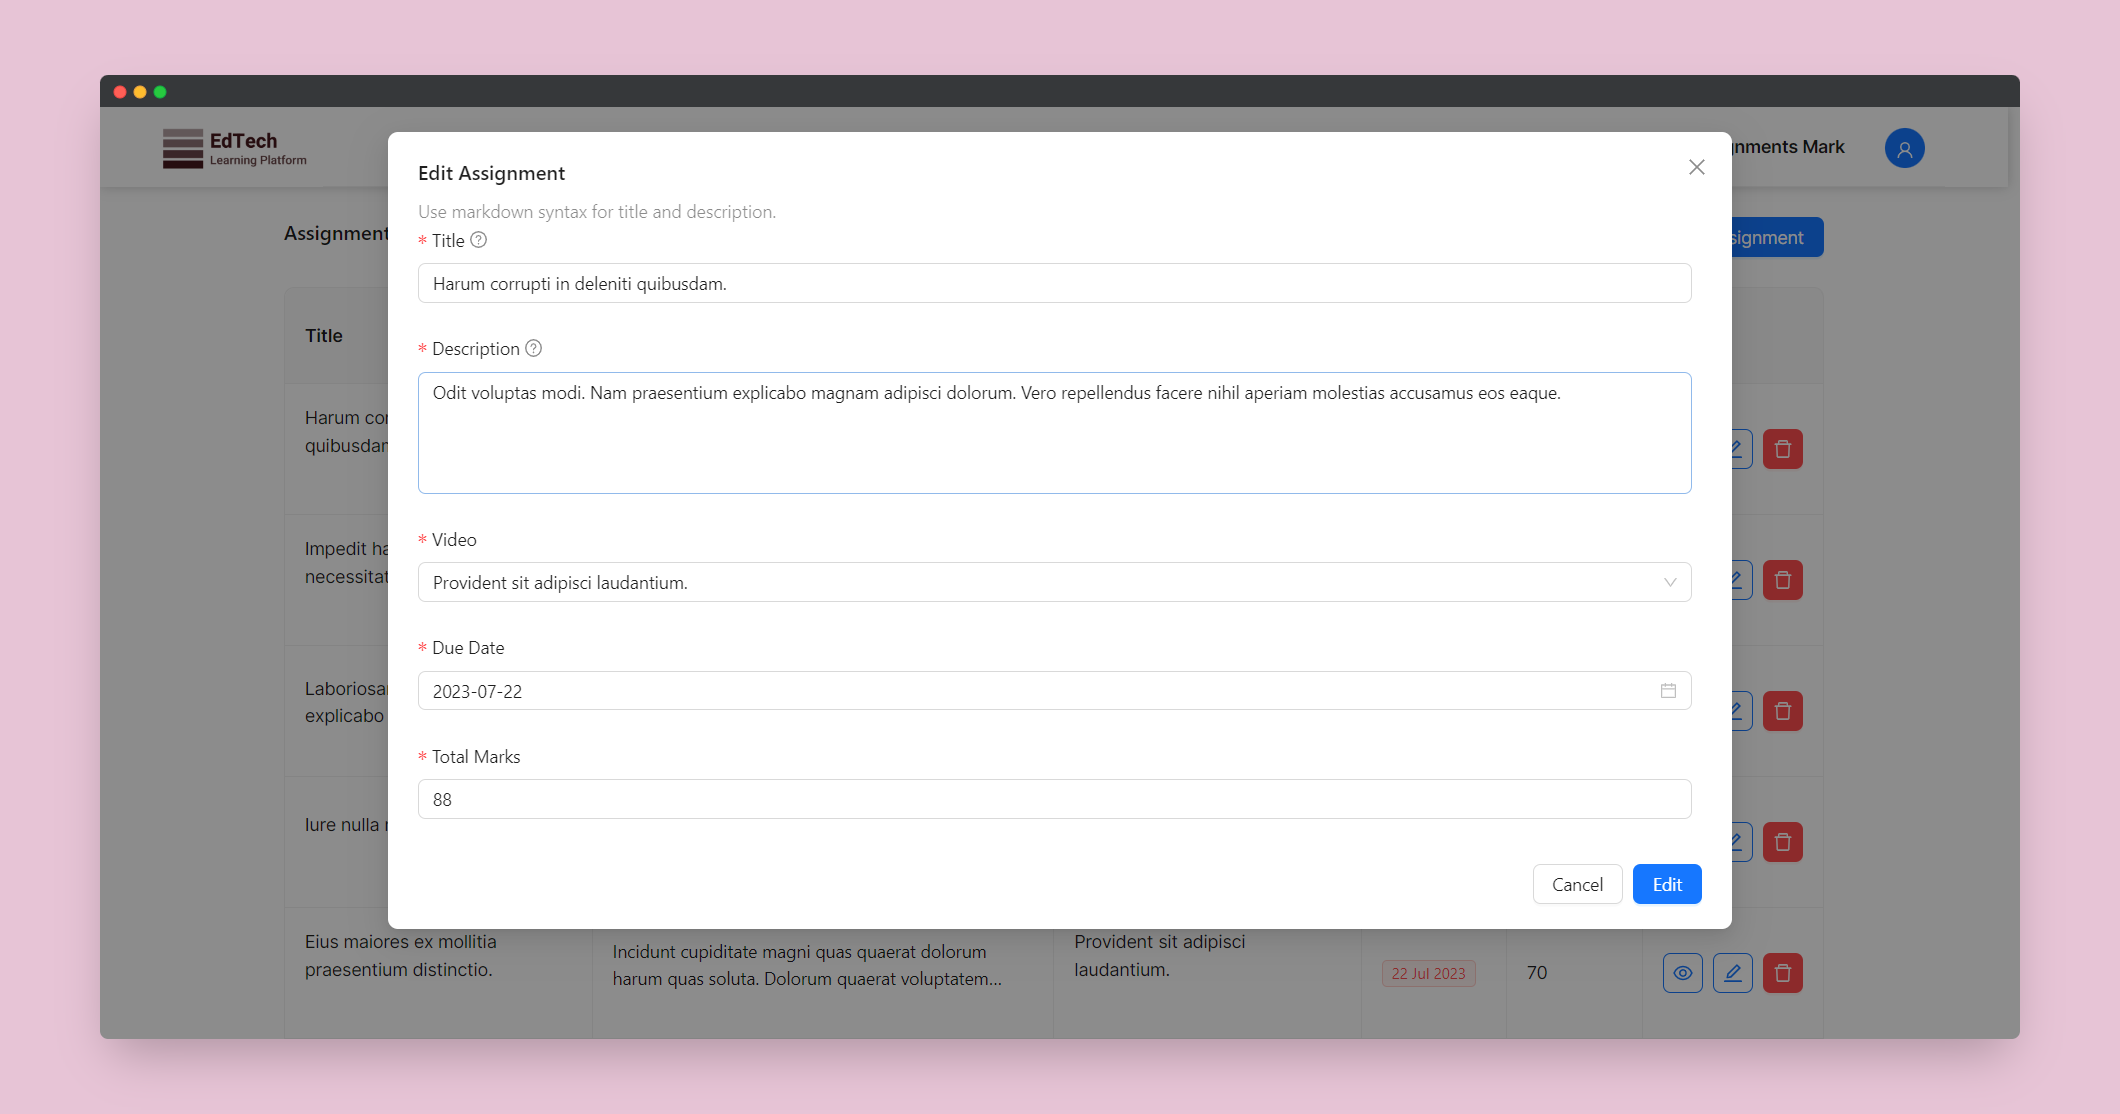 EdTech
Learning Platform
gnments Mark
Edit Assignment
Use markdown syntax for title and description.
Assignment
signment
* Title
Harum corrupti in deleniti quibusdam.
Title
* Description
Odit voluptas modi. Nam praesentium explicabo magnam adipisci dolorum. Vero repellendus facere nihil aperiam molestias accusamus eos eaque.
Harum cor
quibusdam
* Video
Impedit ha
Provident sit adipisci laudantium.
necessitat
* Due Date
2023-07-22
Laboriosa
explicabo
* Total Marks
88
Iure nulla
Cancel
Edit
Eius maiores ex mollitia
praesentium distinctio.
Incidunt cupiditate magni quas quaerat dolorum
harum quas soluta. Dolorum quaerat voluptatem...
Provident sit adipisci
laudantium.
22 Jul 2023
70